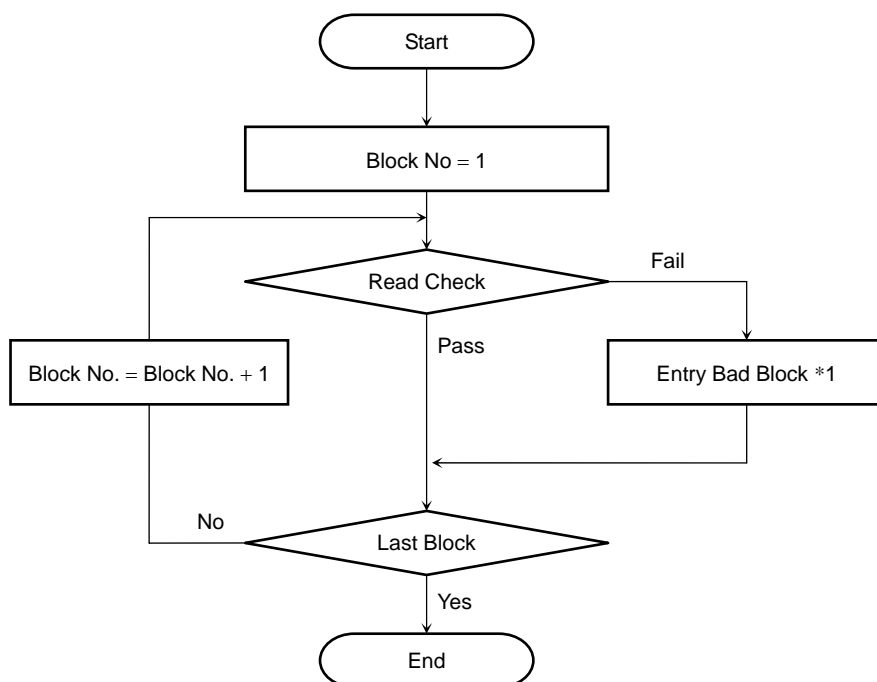 Start
Block No = 1
Read Check
Fail
Pass
Block No. = Block No. + 1
Entry Bad Block *1
No
Last Block
Yes
End